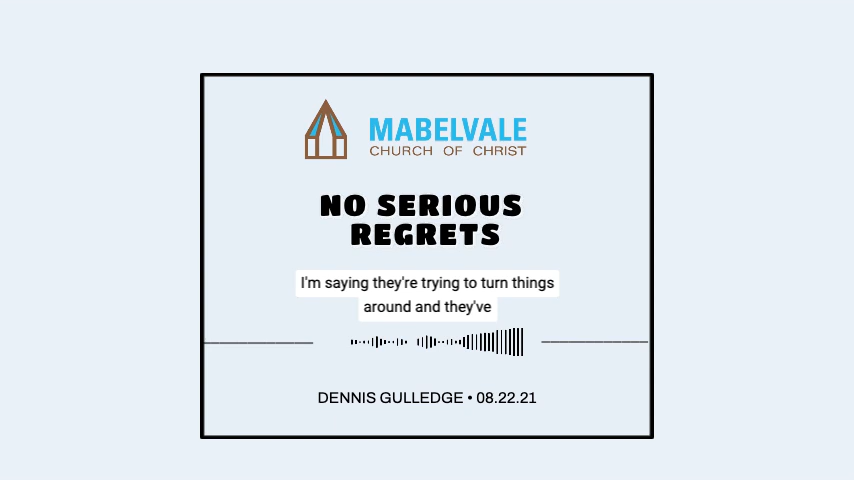 MABELVALE
CHURCH OF CHRIST
NO SERIOUS
REGRETS
I'm saying they're trying to turn things
around and they've
DENNIS GULLEDGE • 08.22.21